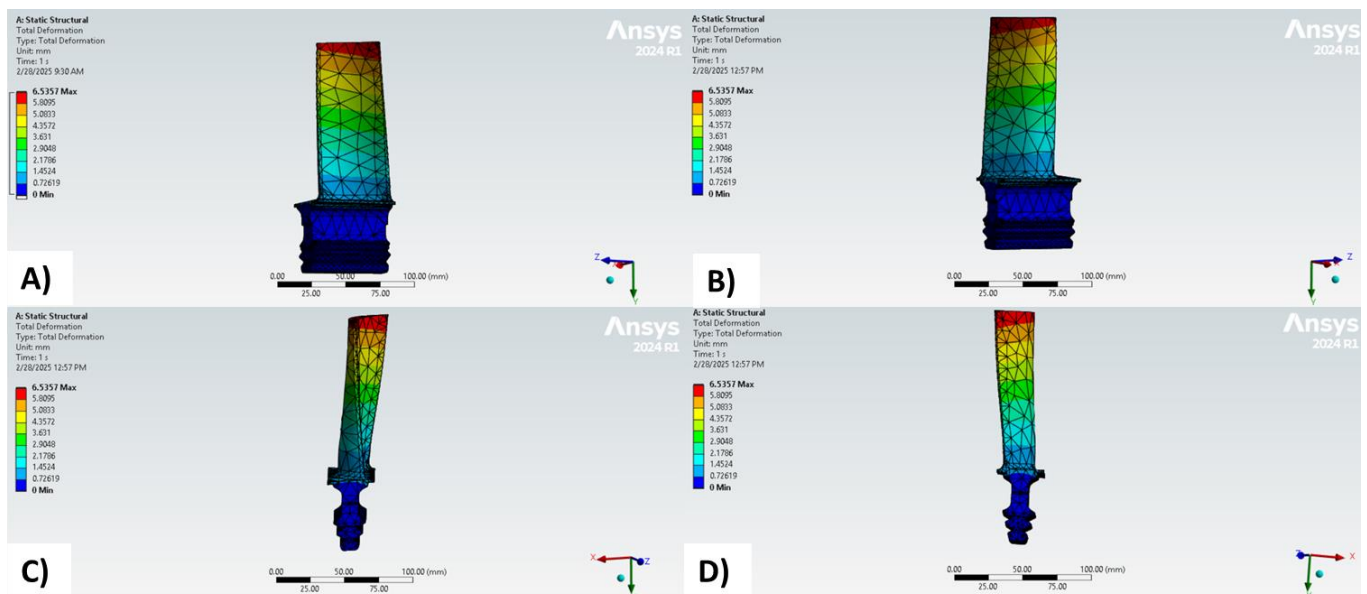 A: Static Structural
Total Deformation
Type: Total Deformation
Unit: mm
Time: 1 s
2/28/2025 9:30 AM
6.5357 Max
5.8095
5.0833
4.3572
3.631
2.9048
2.1786
1.4524
0.72619
0 Min
Ansys
2024 R1
0.00 50.00 100.00 (mm)
25.00 75.00
Z
Y
A)
A: Static Structural
Total Deformation
Type: Total Deformation
Unit: mm
Time: 1 s
2/28/2025 12:57 PM
6.5357 Max
5.8095
5.0833
4.3572
3.631
2.9048
2.1786
1.4524
0.72619
0 Min
Ansys
2024 R1
0.00 50.00 100.00 (mm)
25.00 75.00
Z
Y
B)
A: Static Structural
Total Deformation
Type: Total Deformation
Unit: mm
Time: 1 s
2/28/2025 12:57 PM
6.5357 Max
5.8095
5.0833
4.3572
3.631
2.9048
2.1786
1.4524
0.72619
0 Min
Ansys
2024 R1
0.00 50.00 100.00 (mm)
25.00 75.00
X Z
C)
A: Static Structural
Total Deformation
Type: Total Deformation
Unit: mm
Time: 1 s
2/28/2025 12:57 PM
6.5357 Max
5.8095
5.0833
4.3572
3.631
2.9048
2.1786
1.4524
0.72619
0 Min
Ansys
2024 R1
0.00 50.00 100.00 (mm)
25.00 75.00
Z X
D)